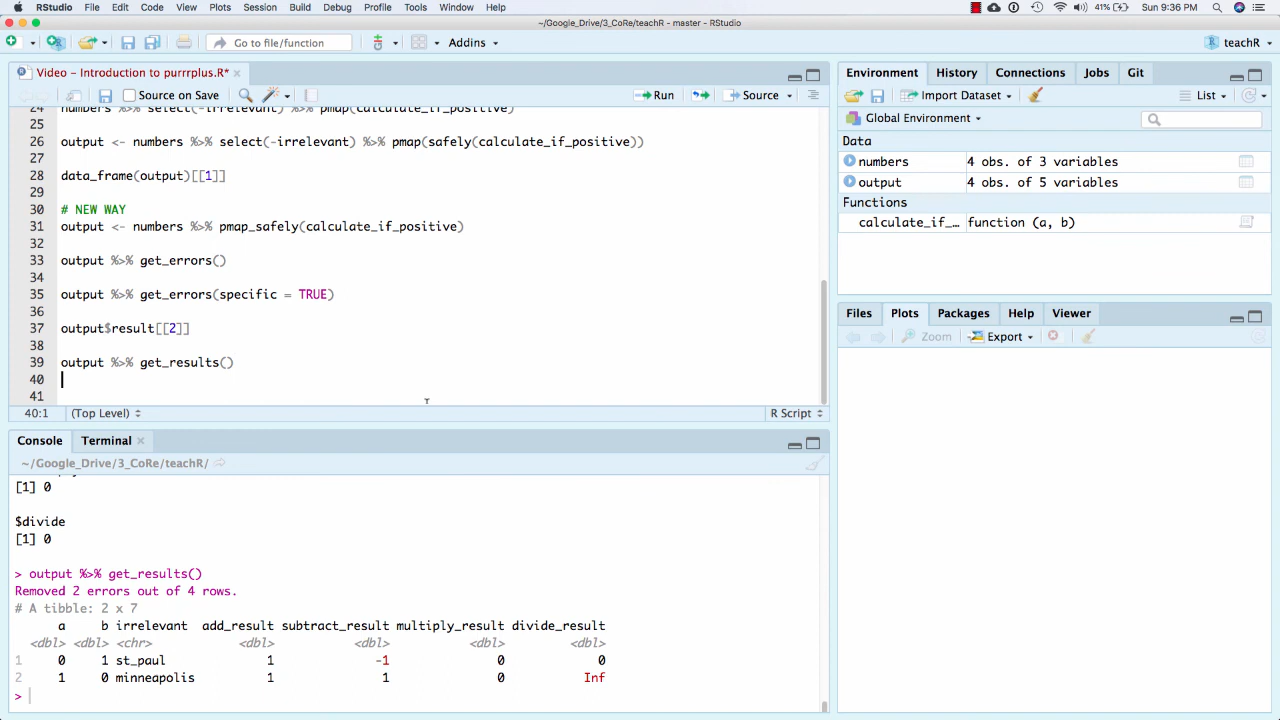 RStudio File Edit Code View Plots Session Build Debug Profile Tools Window Help 41% Sun 9:36 PM
~/Google_Drive/3_CoRe/teachR - master - RStudio
Go to file/function Addins teachR
Video – Introduction to purrrplus.R*
Source on Save Run Source
24 numbers %>% select(-irrelevant) %>% pmap(calculate_if_positive)
25
26 output <- numbers %>% select(-irrelevant) %>% pmap(safely(calculate_if_positive))
27
28 data_frame(output)[[1]]
29
30 # NEW WAY
31 output <- numbers %>% pmap_safely(calculate_if_positive)
32
33 output %>% get_errors()
34
35 output %>% get_errors(specific = TRUE)
36
37 output$result[[2]]
38
39 output %>% get_results()
40
41
40:1 (Top Level) R Script
Console Terminal
~/Google_Drive/3_CoRe/teachR/
[1] 0
$divide
[1] 0
> output %>% get_results()
Removed 2 errors out of 4 rows.
# A tibble: 2 x 7
a b irrelevant add_result subtract_result multiply_result divide_result
<dbl> <dbl> <chr> <dbl> <dbl> <dbl> <dbl>
1 0 1 st_paul 1 -1 0 0
2 1 0 minneapolis 1 1 0 Inf
>
Environment History Connections Jobs Git
Import Dataset List
Global Environment
Data
numbers 4 obs. of 3 variables
output 4 obs. of 5 variables
Functions
calculate_if_… function (a, b)
Files Plots Packages Help Viewer
Zoom Export